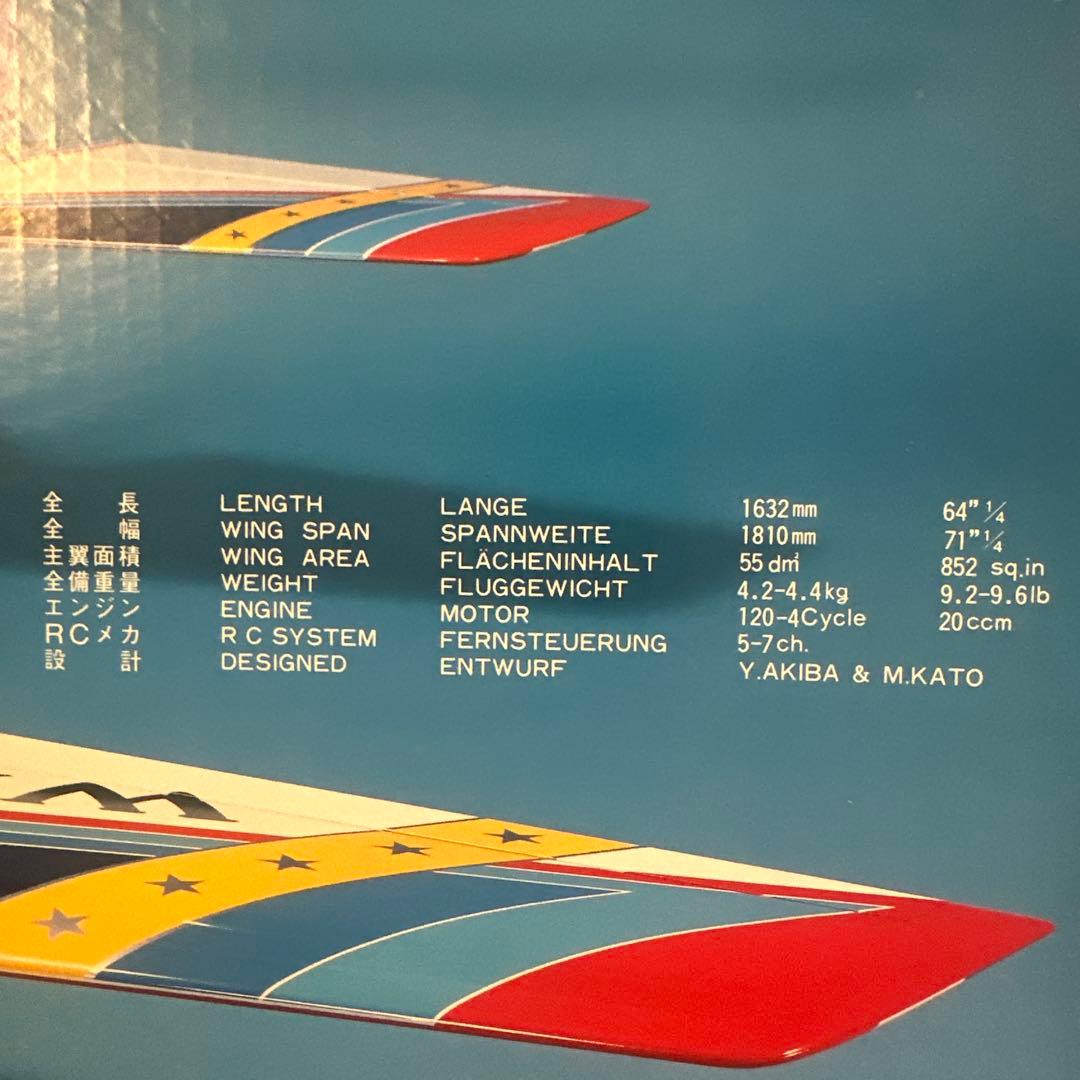 全長 LENGTH LANGE 1632mm 64" 1/4
全幅 WING SPAN SPANNWEITE 1810mm 71" 1/4
主翼面積 WING AREA FLÄCHENINHALT 55 dm² 852 sq.in
全備重量 WEIGHT FLUGGEWICHT 4.2-4.4kg 9.2-9.6lb
エンジン ENGINE MOTOR 120-4Cycle 20ccm
RCメカ RC SYSTEM FERNSTEUERUNG 5-7ch.
設計 DESIGNED ENTWURF Y.AKIBA & M.KATO